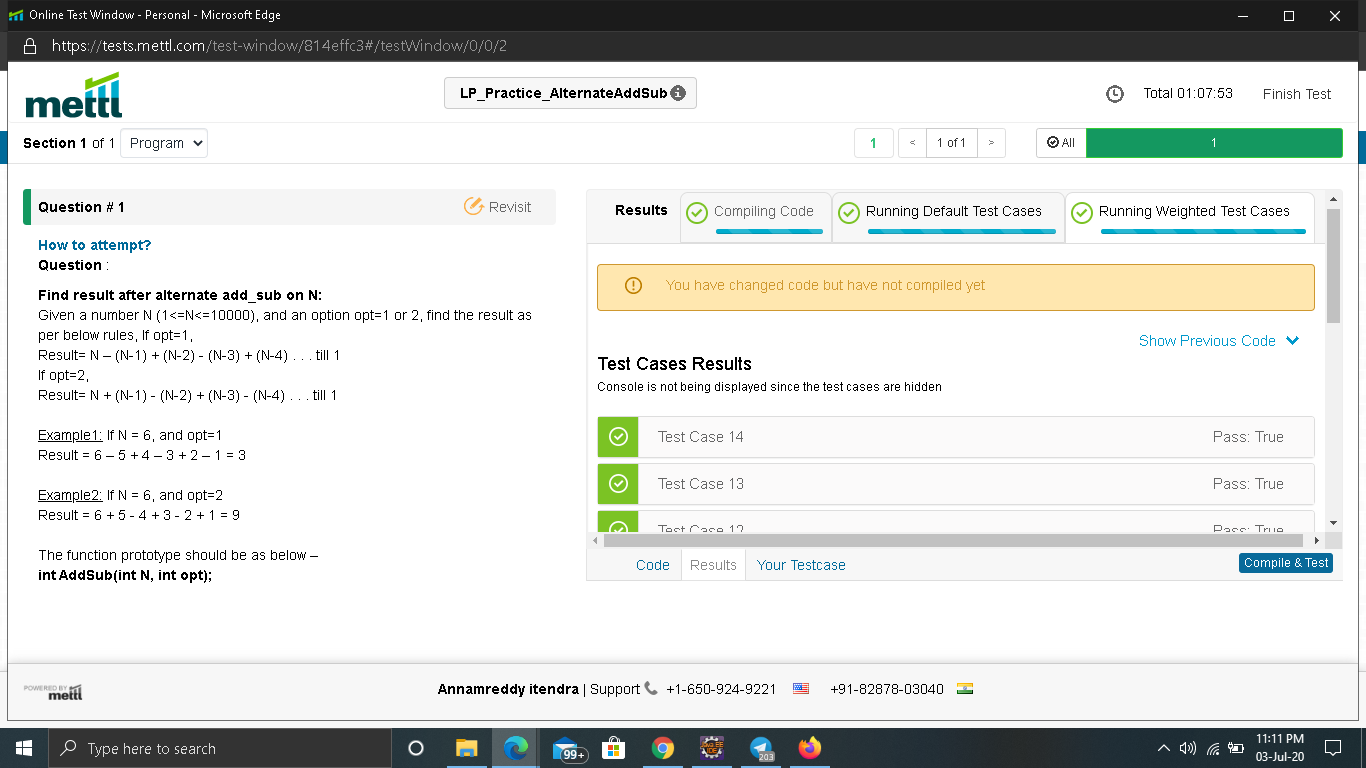 Online Test Window - Personal - Microsoft Edge
https://tests.mettl.com/test-window/814effc3#/testWindow/0/0/2
mettl
LP_Practice_AlternateAddSub
Total 01:07:53
Finish Test
Section 1 of 1 Program
1
< 1 of 1 >
All 1
Question # 1
Revisit
How to attempt?
Question :
Find result after alternate add_sub on N:
Given a number N (1<=N<=10000), and an option opt=1 or 2, find the result as
per below rules, If opt=1,
Result= N – (N-1) + (N-2) - (N-3) + (N-4) . . . till 1
If opt=2,
Result= N + (N-1) - (N-2) + (N-3) - (N-4) . . . till 1
Example1: If N = 6, and opt=1
Result = 6 – 5 + 4 – 3 + 2 – 1 = 3
Example2: If N = 6, and opt=2
Result = 6 + 5 - 4 + 3 - 2 + 1 = 9
The function prototype should be as below –
int AddSub(int N, int opt);
Results
Compiling Code
Running Default Test Cases
Running Weighted Test Cases
You have changed code but have not compiled yet
Show Previous Code
Test Cases Results
Console is not being displayed since the test cases are hidden
Test Case 14 Pass: True
Test Case 13 Pass: True
Test Case 12 Pass: True
Code Results Your Testcase
Compile & Test
POWERED BY
mettl
Annamreddy itendra | Support +1-650-924-9221 +91-82878-03040
Type here to search
99+
JAVA EE
IDE
203
11:11 PM
03-Jul-20